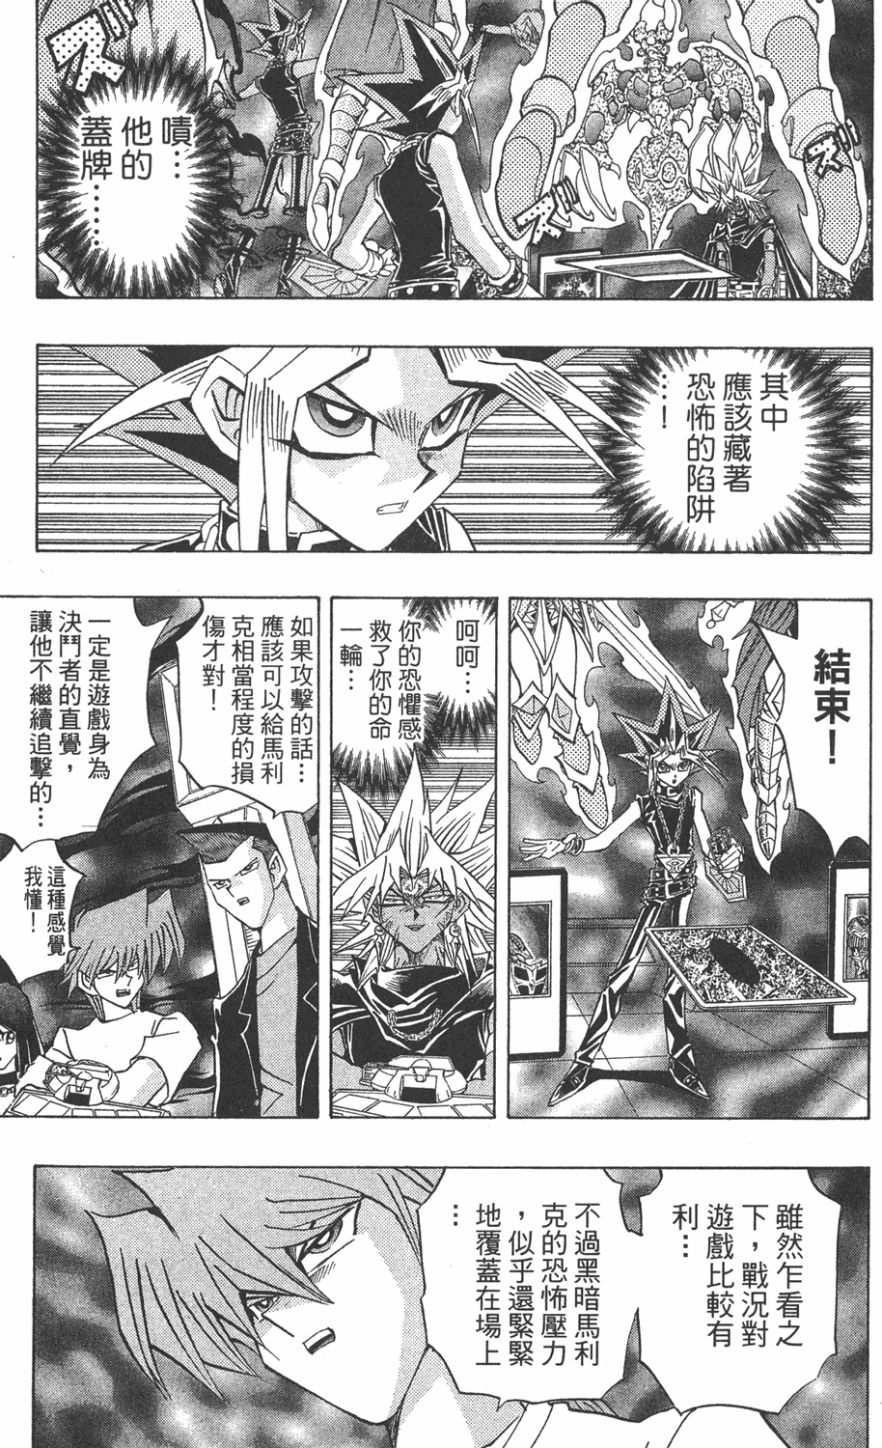 嘖…
他的
蓋牌……
ズズ
ズズ
ズズ
其中
應該藏著
恐怖的陷阱
…！
結束！
呵呵…
你的恐懼感
救了你的命
一輪…
如果攻擊的話…
應該可以給馬利
克相當程度的損
傷才對！
一定是遊戲身為
決鬥者的直覺，
讓他不繼續追擊的…
這種感覺
我懂！
雖然乍看之
下，戰況對
遊戲比較有
利…
不過黑暗馬利
克的恐怖壓力
，似乎還緊緊
地覆蓋在場上
…